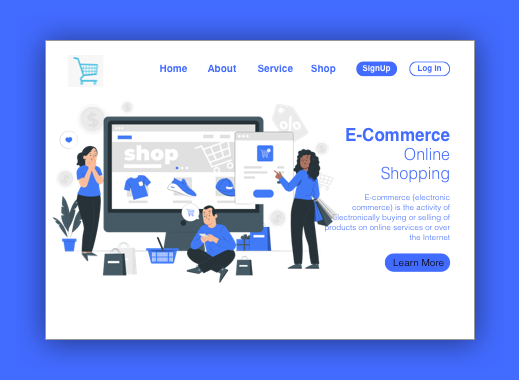 Home About Service Shop SignUp Log In
shop
E-Commerce
Online
Shopping
E-commerce (electronic
commerce) is the activity of
electronically buying or selling of
products on online services or over
the Internet
Learn More